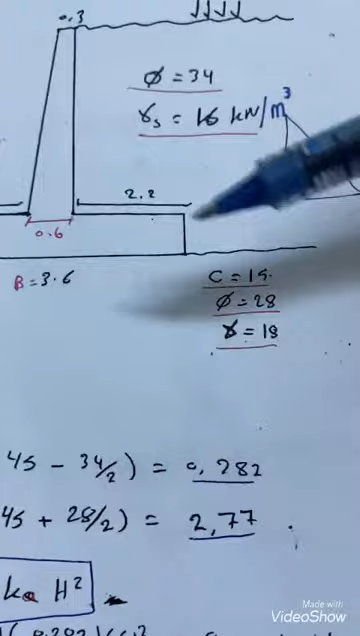 0.3
ϕ = 34
γs = 16 kN/m³
2.2
0.6
B = 3.6
C = 15
ϕ = 28
γ = 18
45 - 34/2) = 0,282
45 + 28/2) = 2,77 .
ka H²
Made with
VideoShow